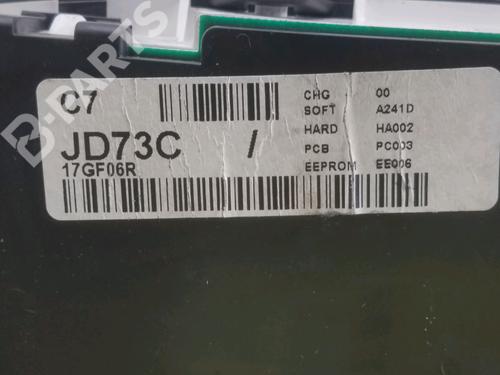 B-PARTS
C7
CHG 00
SOFT A241D
JD73C /
HARD HA002
PCB PC003
17GF06R
EEPROM EE006